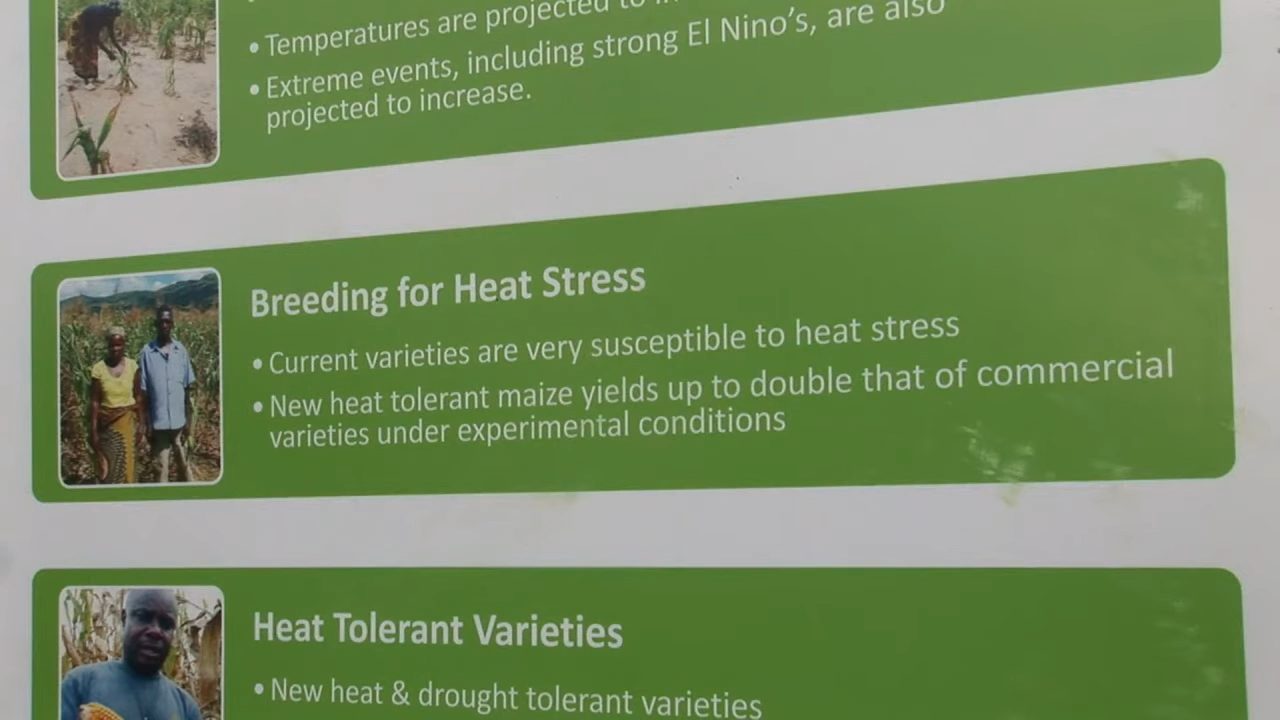 • Temperatures are projected to
• Extreme events, including strong El Nino's, are also
projected to increase.
Breeding for Heat Stress
• Current varieties are very susceptible to heat stress
• New heat tolerant maize yields up to double that of commercial
varieties under experimental conditions
Heat Tolerant Varieties
• New heat & drought tolerant varieties